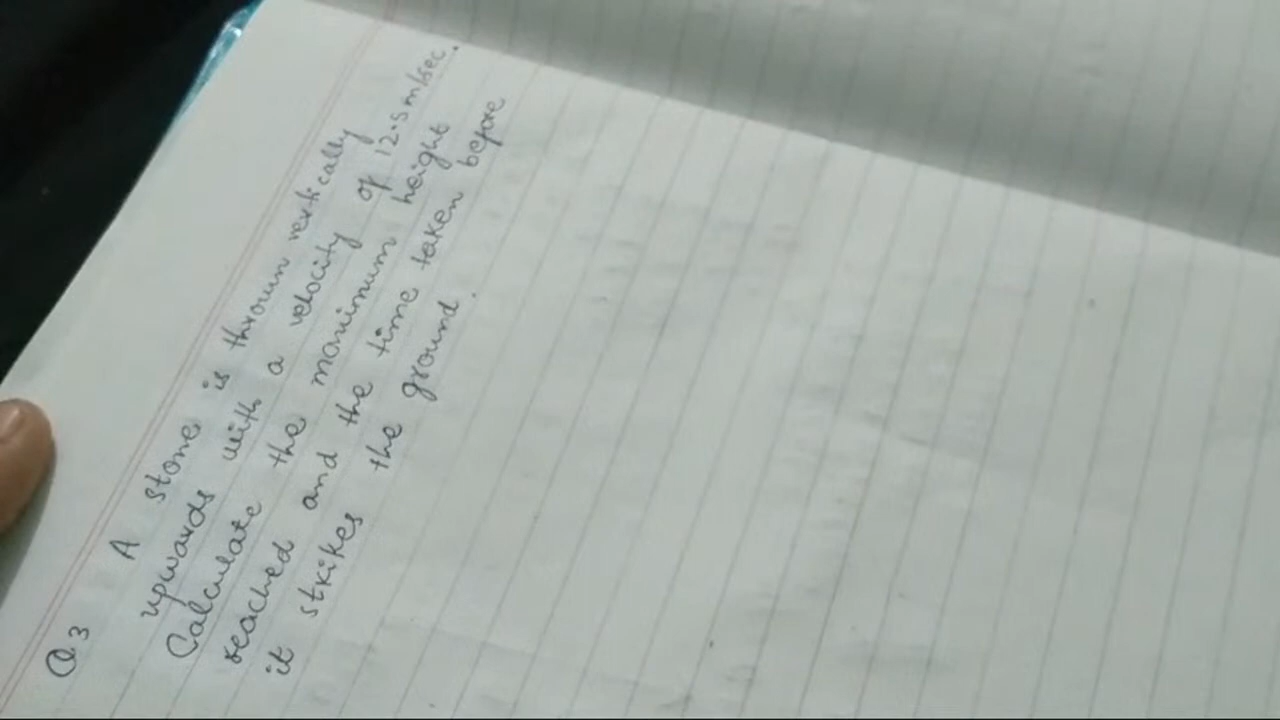 Q.3
A stone is thrown vertically
upwards with a velocity of 12.5 m/sec.
Calculate the maximum height
reached and the time taken before
it strikes the ground.